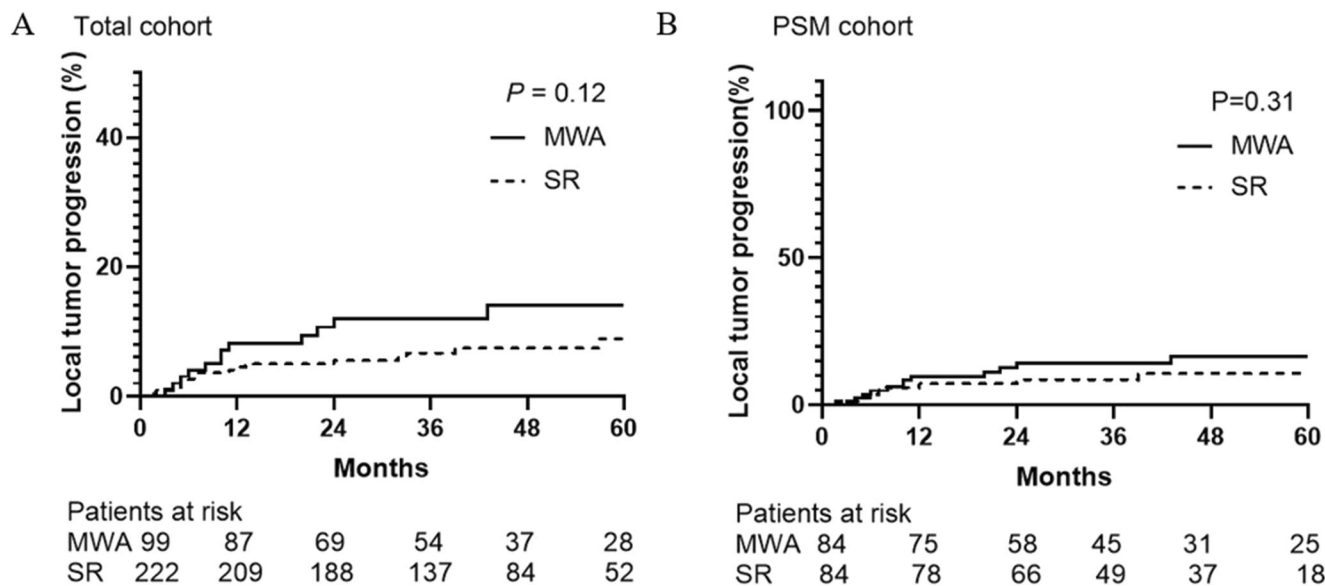 A Total cohort
Local tumor progression (%)
40
20
0
P = 0.12
MWA
SR
0 12 24 36 48 60
Months
Patients at risk
MWA 99 87 69 54 37 28
SR 222 209 188 137 84 52
B PSM cohort
Local tumor progression(%)
100
50
0
P=0.31
MWA
SR
0 12 24 36 48 60
Months
Patients at risk
MWA 84 75 58 45 31 25
SR 84 78 66 49 37 18